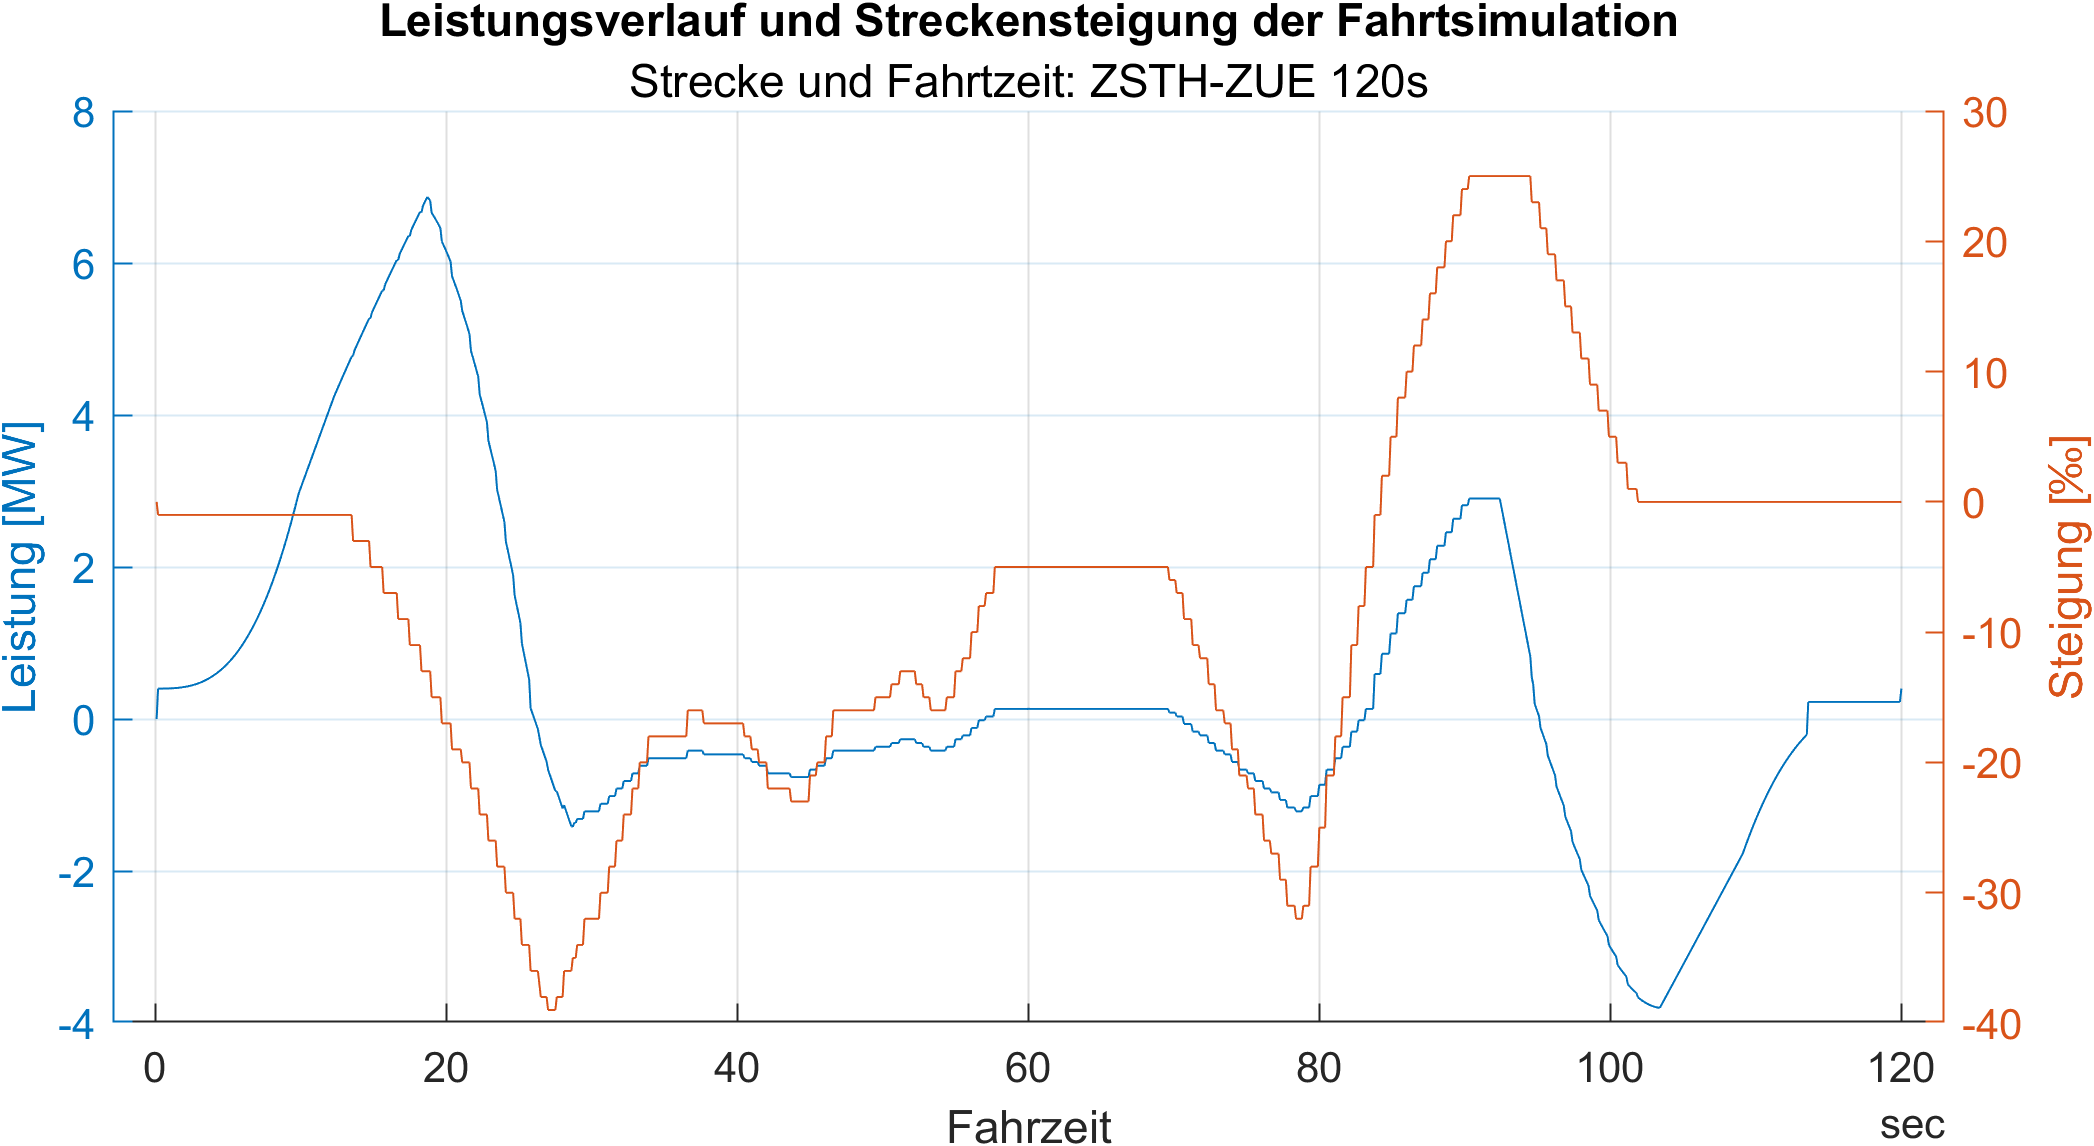 Leistungsverlauf und Streckensteigung der Fahrtsimulation
Strecke und Fahrtzeit: ZSTH-ZUE 120s
Leistung [MW]
8
6
4
2
0
-2
-4
Steigung [‰]
30
20
10
0
-10
-20
-30
-40
0 20 40 60 80 100 120
Fahrzeit
sec